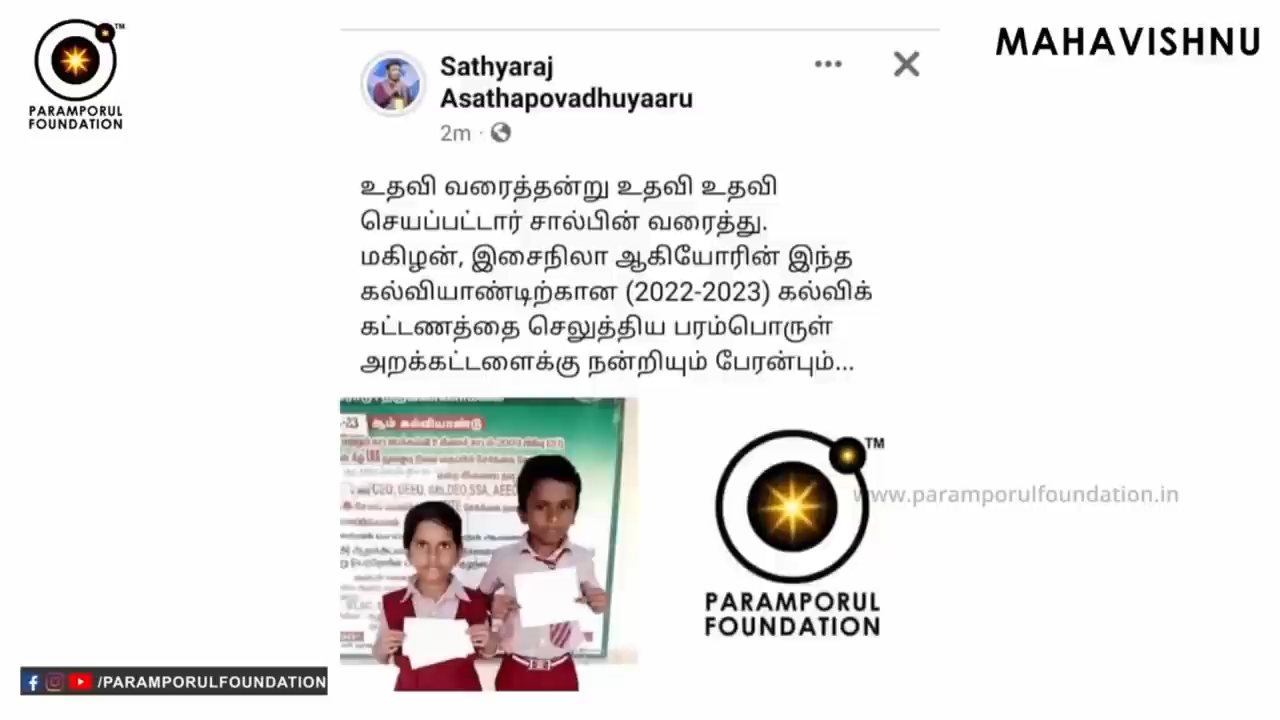 TM
PARAMPORUL
FOUNDATION
MAHAVISHNU
Sathyaraj
Asathapovadhuyaaru
2m ·
உதவி வரைத்தன்று உதவி உதவி
செயப்பட்டார் சால்பின் வரைத்து.
மகிழன், இசைநிலா ஆகியோரின் இந்த
கல்வியாண்டிற்கான (2022-2023) கல்விக்
கட்டணத்தை செலுத்திய பரம்பொருள்
அறக்கட்டளைக்கு நன்றியும் பேரன்பும்...
ஆம் கல்வியாண்டு
TM
www.paramporulfoundation.in
PARAMPORUL
FOUNDATION
/PARAMPORULFOUNDATION